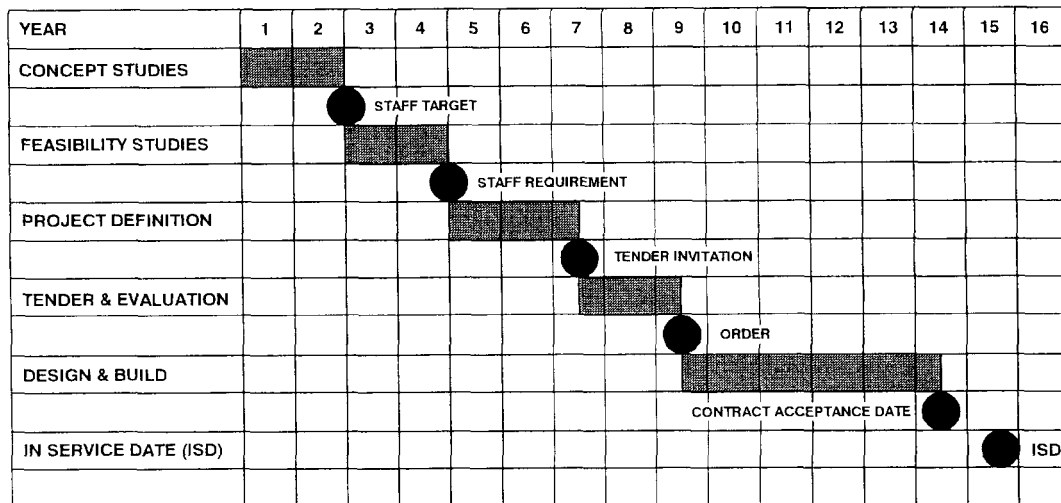 YEAR 1 2 3 4 5 6 7 8 9 10 11 12 13 14 15 16
CONCEPT STUDIES
STAFF TARGET
FEASIBILITY STUDIES
STAFF REQUIREMENT
PROJECT DEFINITION
TENDER INVITATION
TENDER & EVALUATION
ORDER
DESIGN & BUILD
CONTRACT ACCEPTANCE DATE
IN SERVICE DATE (ISD) ISD